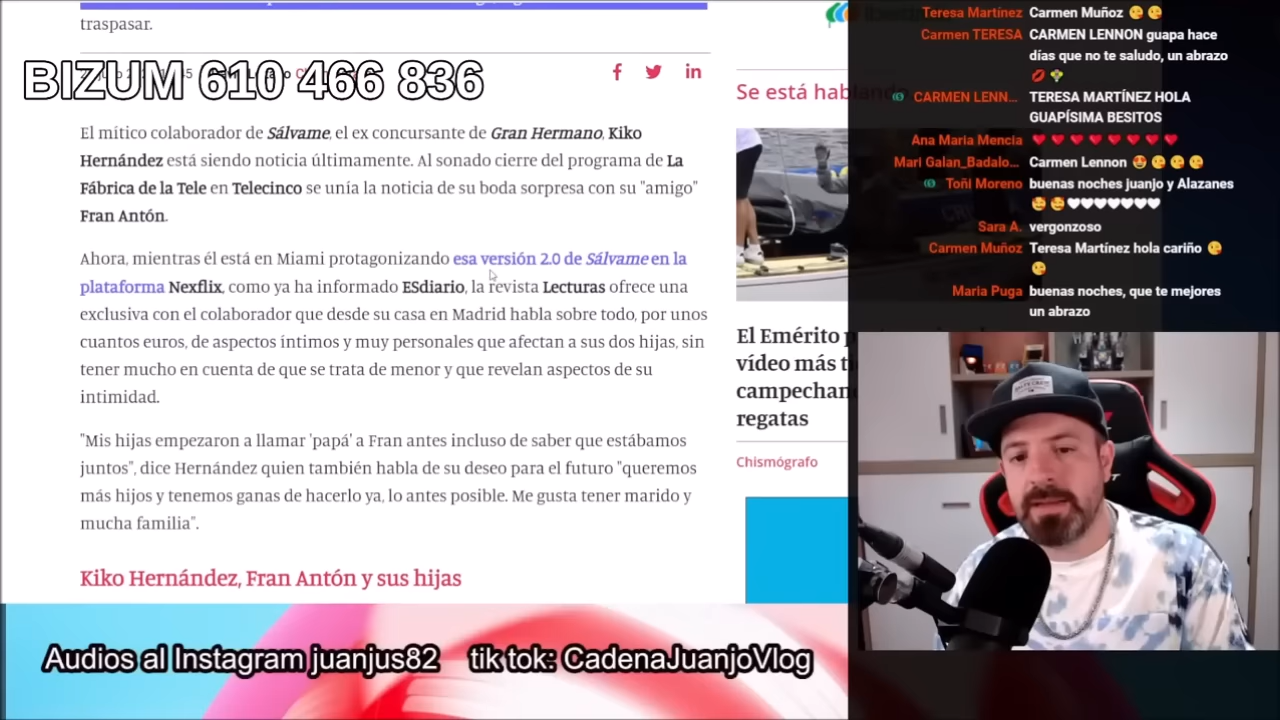 traspasar.
BIZUM 610 466 836
El mítico colaborador de Sálvame, el ex concursante de Gran Hermano, Kiko
Hernández está siendo noticia últimamente. Al sonado cierre del programa de La
Fábrica de la Tele en Telecinco se unía la noticia de su boda sorpresa con su "amigo"
Fran Antón.
Ahora, mientras él está en Miami protagonizando esa versión 2.0 de Sálvame en la
plataforma Nexflix, como ya ha informado ESdiario, la revista Lecturas ofrece una
exclusiva con el colaborador que desde su casa en Madrid habla sobre todo, por unos
cuantos euros, de aspectos íntimos y muy personales que afectan a sus dos hijas, sin
tener mucho en cuenta de que se trata de menor y que revelan aspectos de su
intimidad.
"Mis hijas empezaron a llamar 'papá' a Fran antes incluso de saber que estábamos
juntos", dice Hernández quien también habla de su deseo para el futuro "queremos
más hijos y tenemos ganas de hacerlo ya, lo antes posible. Me gusta tener marido y
mucha familia".
Kiko Hernández, Fran Antón y sus hijas
Se está hablando
El Emérito
vídeo más
campechan
regatas
Chismógrafo
Teresa Martínez Carmen Muñoz 😘 😘
Carmen TERESA CARMEN LENNON guapa hace
días que no te saludo, un abrazo
💋 💐
CARMEN LENN... TERESA MARTÍNEZ HOLA
GUAPÍSIMA BESITOS
Ana Maria Mencia ❤️❤️❤️❤️❤️❤️❤️
Mari Galan_Badalo... Carmen Lennon 😍 😘 😘 😘
Toñi Moreno buenas noches juanjo y Alazanes
🥰 🥰 🤍🤍🤍🤍🤍🤍🤍
Sara A. vergonzoso
Carmen Muñoz Teresa Martínez hola cariño 😘
😘
Maria Puga buenas noches, que te mejores
un abrazo
Audios al Instagram juanjus82 tik tok: CadenaJuanjoVlog